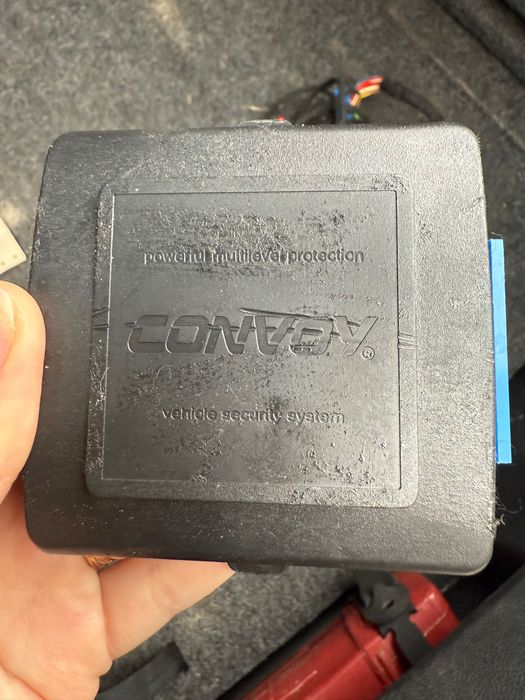 powerful multilevel protection
CONVOY®
vehicle security system